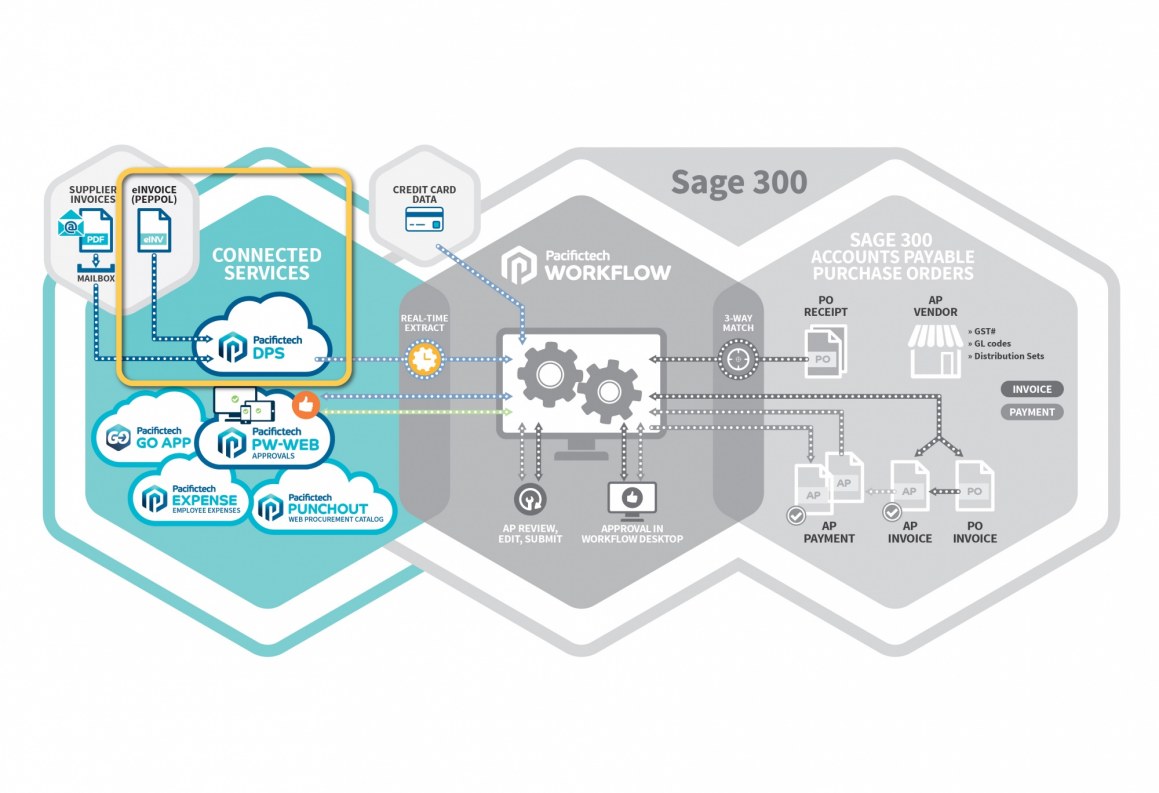 Sage 300
SUPPLIER
INVOICES
PDF
MAILBOX
eINVOICE
(PEPPOL)
eINV
CONNECTED
SERVICES
Pacifictech
DPS
Pacifictech
GO APP
GO
Pacifictech
PW-WEB
APPROVALS
Pacifictech
EXPENSE
EMPLOYEE EXPENSES
Pacifictech
PUNCHOUT
WEB PROCUREMENT CATALOG
CREDIT CARD
DATA
REAL-TIME
EXTRACT
Pacifictech
WORKFLOW
AP REVIEW,
EDIT, SUBMIT
APPROVAL IN
WORKFLOW DESKTOP
3-WAY
MATCH
SAGE 300
ACCOUNTS PAYABLE
PURCHASE ORDERS
PO
RECEIPT
PO
AP
VENDOR
» GST#
» GL codes
» Distribution Sets
INVOICE
PAYMENT
AP
AP
AP
PAYMENT
AP
AP
INVOICE
PO
PO
INVOICE